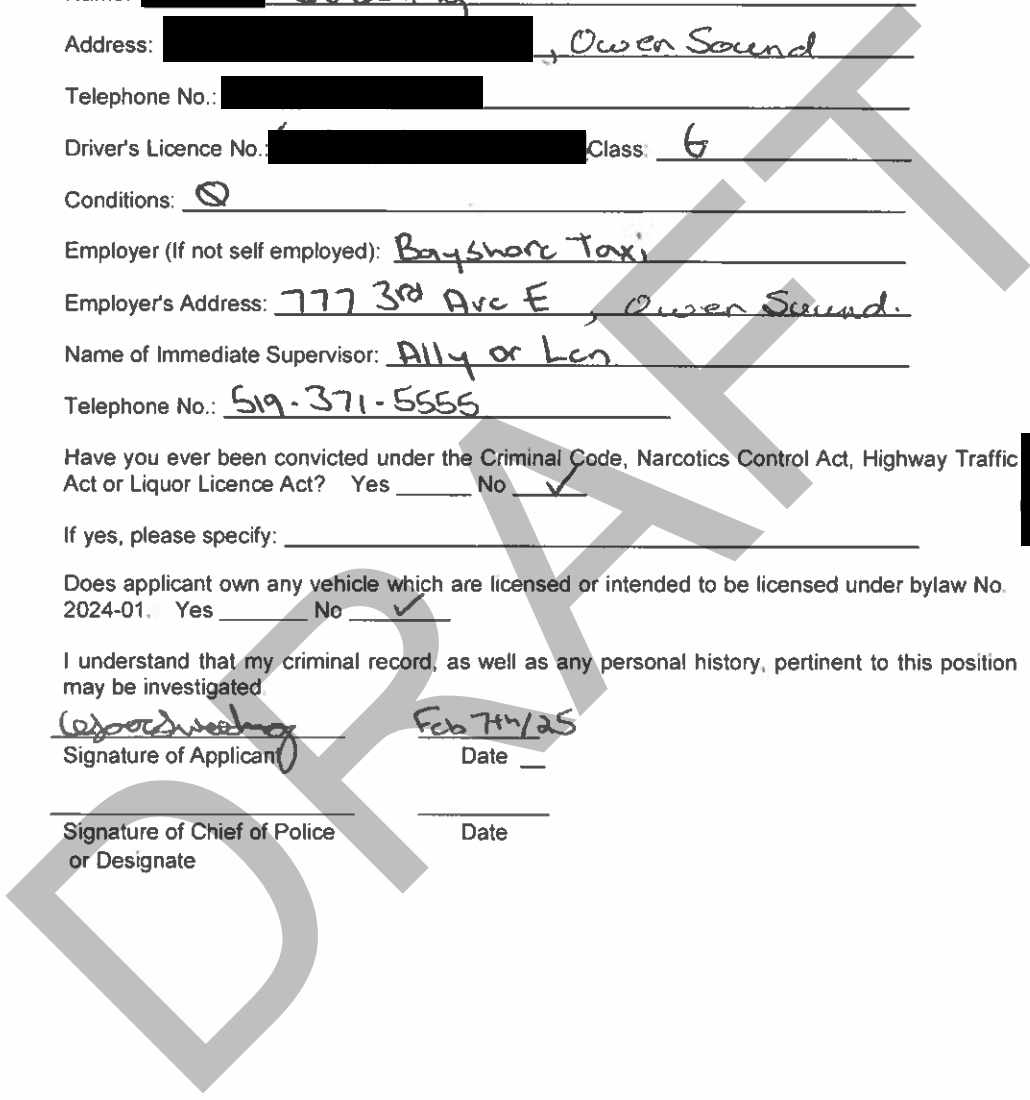 Address: , Owen Sound
Telephone No.:
Driver's Licence No.: Class: G
Conditions: Ø
Employer (If not self employed): Bayshore Taxi
Employer's Address: 777 3rd Ave E , Owen Sound.
Name of Immediate Supervisor: Ally or Len
Telephone No.: 519-371-5555
Have you ever been convicted under the Criminal Code, Narcotics Control Act, Highway Traffic
Act or Liquor Licence Act? Yes ______ No ✓
If yes, please specify:
Does applicant own any vehicle which are licensed or intended to be licensed under bylaw No.
2024-01. Yes ______ No ✓
I understand that my criminal record, as well as any personal history, pertinent to this position
may be investigated.
Feb 7th/25
Signature of Applicant Date
Signature of Chief of Police Date
or Designate
DRAFT